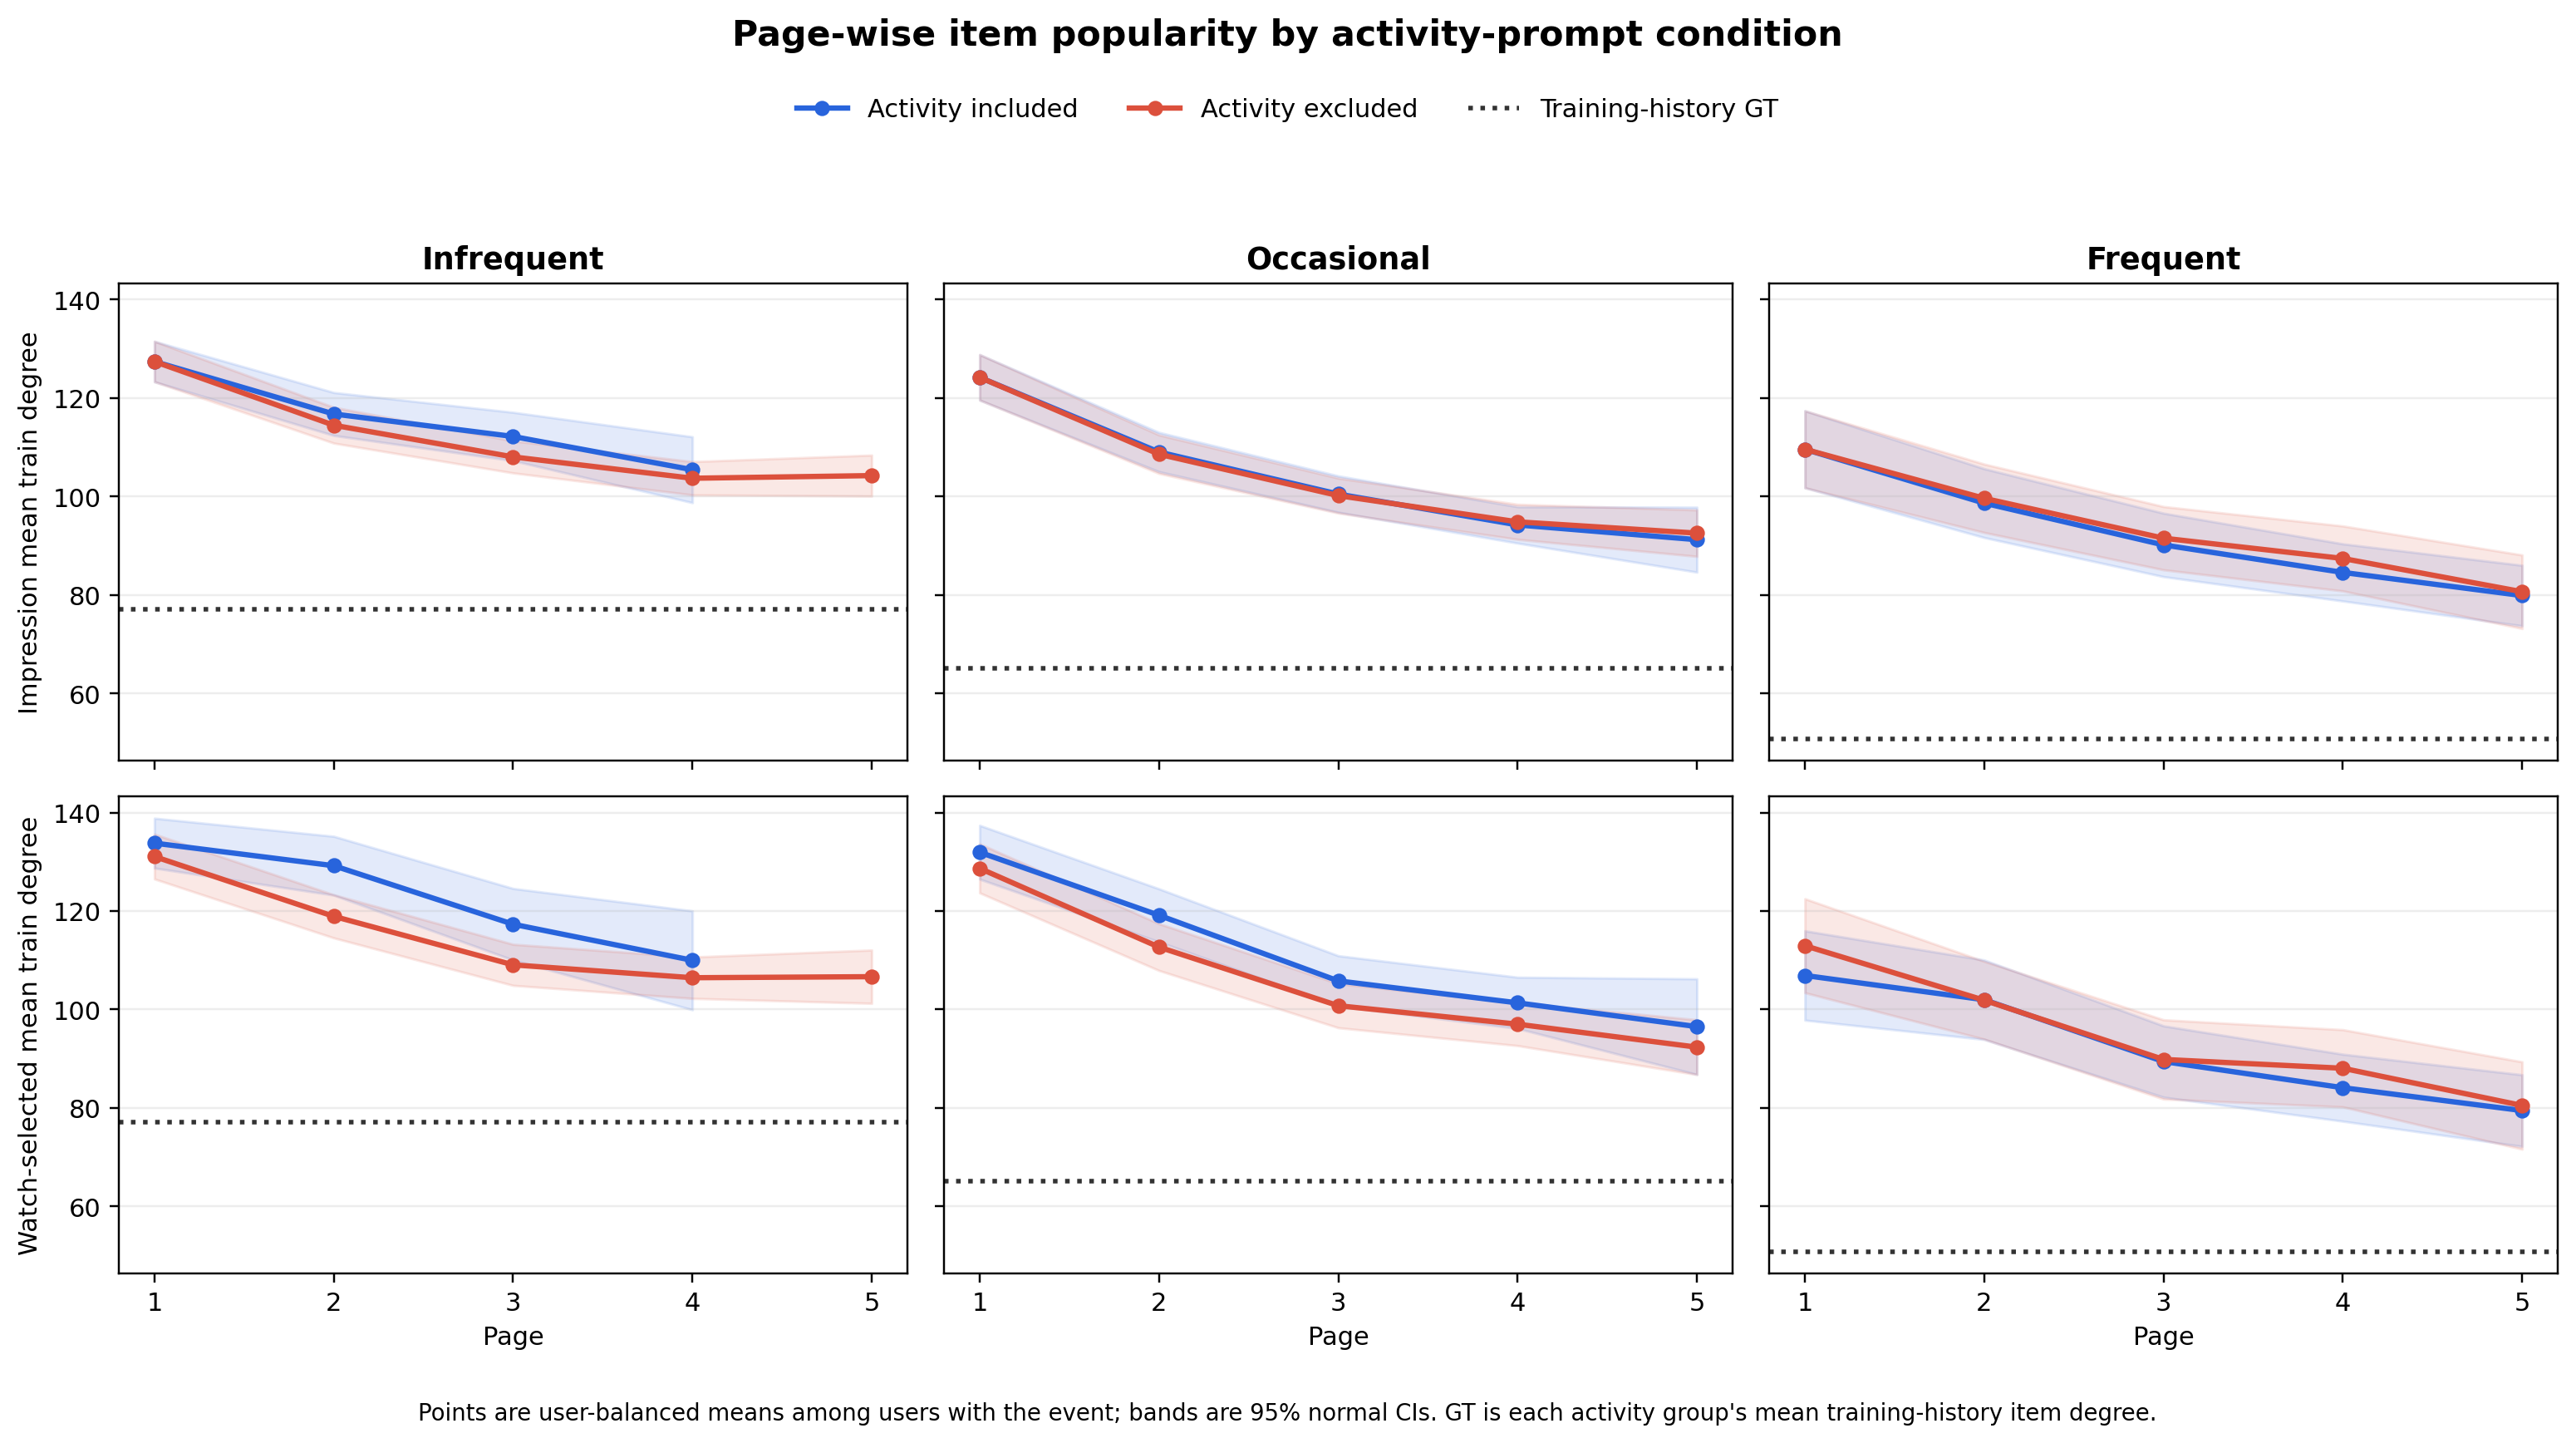 Page-wise item popularity by activity-prompt condition
Activity included
Activity excluded
Training-history GT
Infrequent
Occasional
Frequent
Impression mean train degree
140
120
100
80
60
Watch-selected mean train degree
140
120
100
80
60
1 2 3 4 5
1 2 3 4 5
1 2 3 4 5
Page
Page
Page
Points are user-balanced means among users with the event; bands are 95% normal CIs. GT is each activity group's mean training-history item degree.